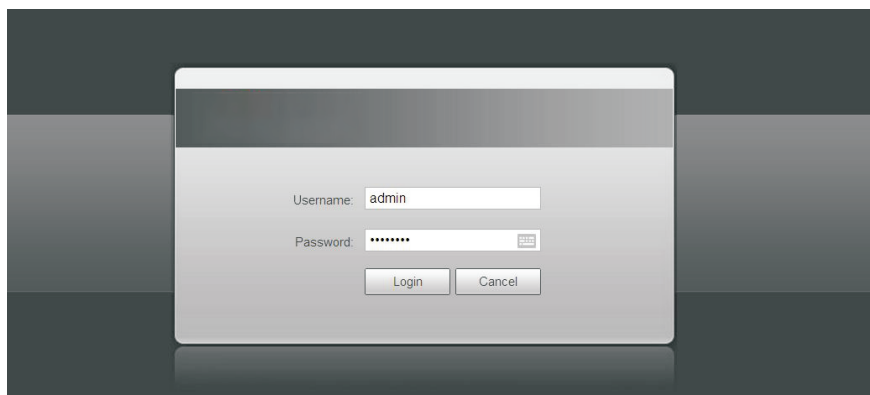 Username: admin
Password: ••••••••
Login Cancel